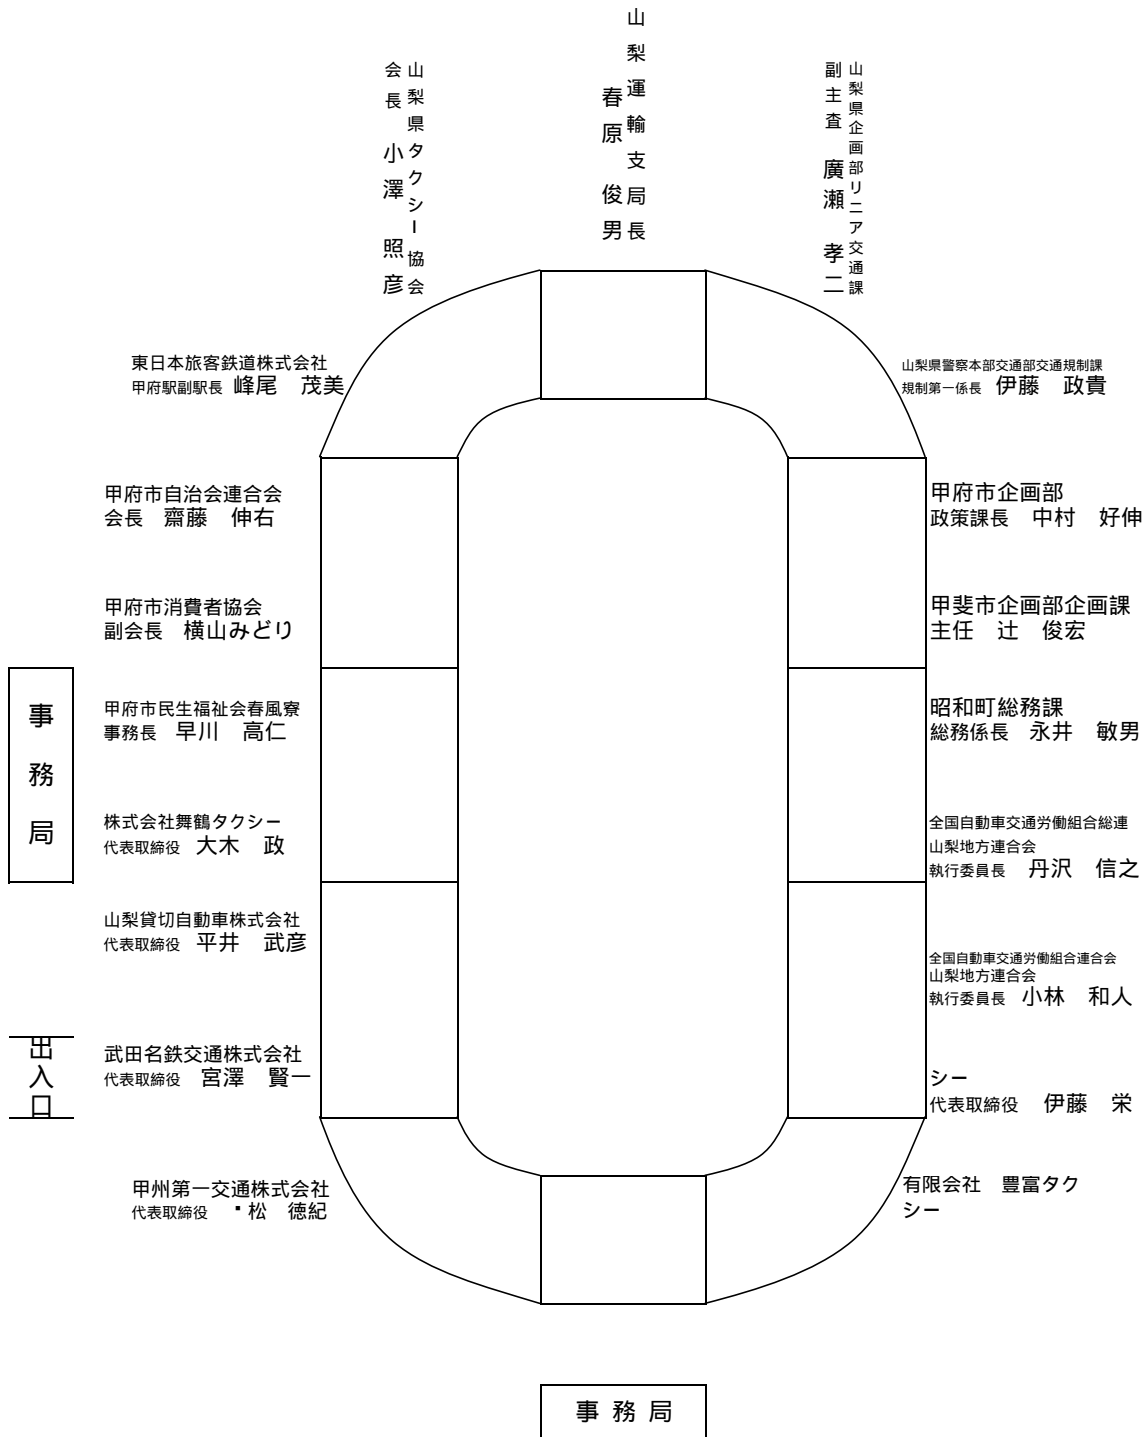 山梨県タクシー協会
会長　小澤　照彦
山梨運輸支局長
春原　俊男
山梨県企画部リニア交通課
副主査　廣瀬　孝二
東日本旅客鉄道株式会社
甲府駅副駅長　峰尾　茂美
山梨県警察本部交通部交通規制課
規制第一係長　伊藤　政貴
甲府市自治会連合会
会長　齋藤　伸右
甲府市企画部
政策課長　中村　好伸
甲府市消費者協会
副会長　横山みどり
甲斐市企画部企画課
主任　辻　俊宏
事務局
甲府市民生福祉会春風寮
事務長　早川　高仁
昭和町総務課
総務係長　永井　敏男
株式会社舞鶴タクシー
代表取締役　大木　政
全国自動車交通労働組合総連
山梨地方連合会
執行委員長　丹沢　信之
山梨貸切自動車株式会社
代表取締役　平井　武彦
全国自動車交通労働組合連合会
山梨地方連合会
執行委員長　小林　和人
出入口
武田名鉄交通株式会社
代表取締役　宮澤　賢一
シー
代表取締役　伊藤　栄
甲州第一交通株式会社
代表取締役　・松　徳紀
有限会社　豊富タク
シー
事務局